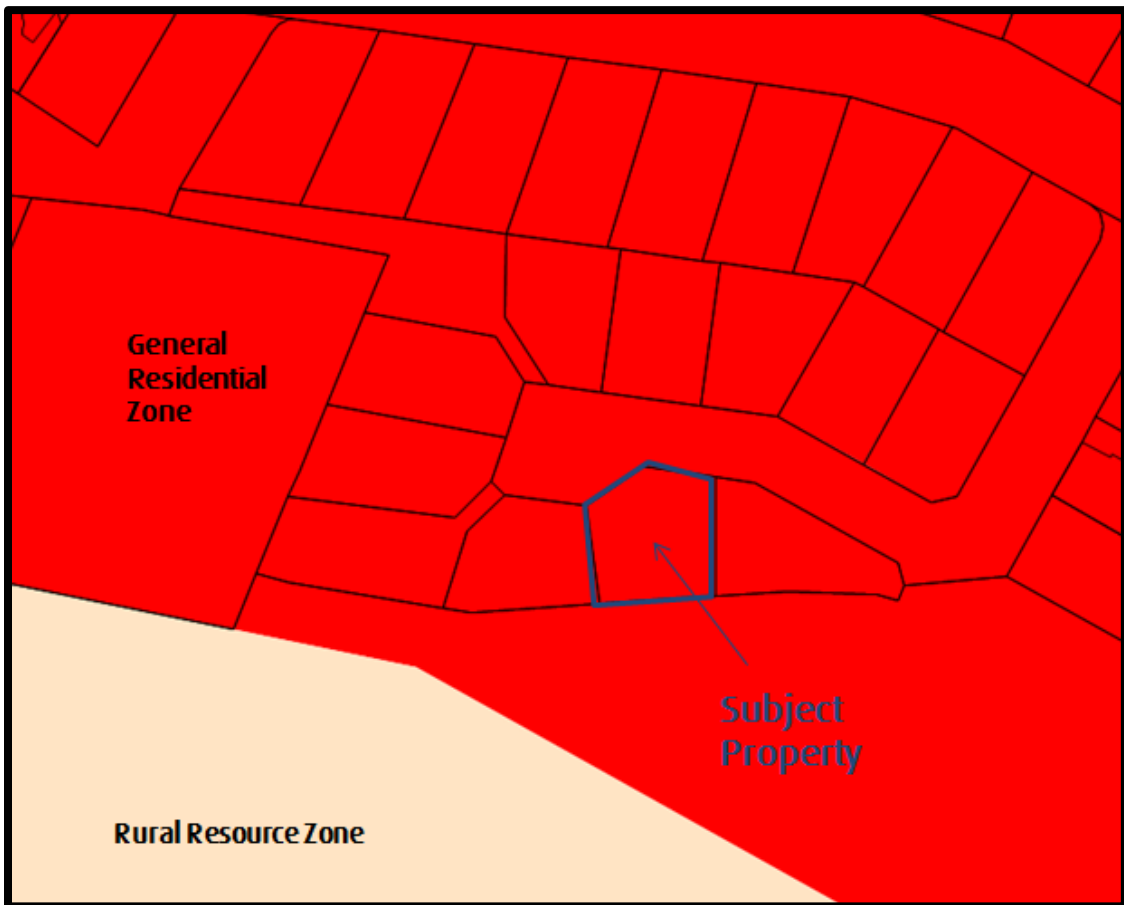 General
Residential
Zone
Subject
Property
Rural Resource Zone